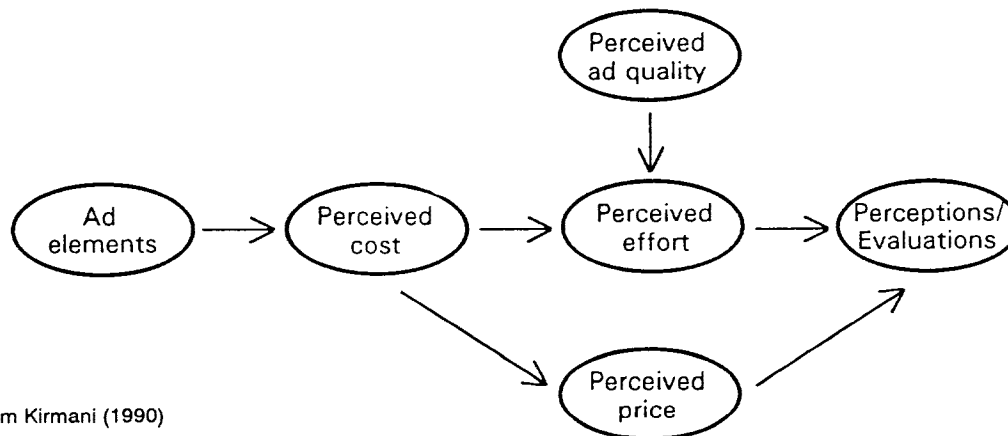 Perceived
ad quality
Ad
elements
Perceived
cost
Perceived
effort
Perceptions/
Evaluations
Perceived
price
m Kirmani (1990)